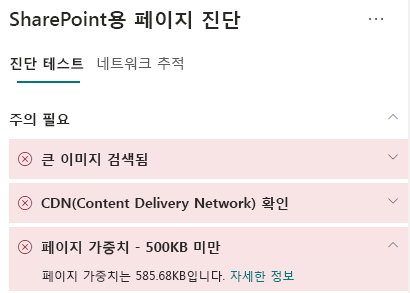 SharePoint용 페이지 진단
진단 테스트 네트워크 추적
주의 필요
큰 이미지 검색됨
CDN(Content Delivery Network) 확인
페이지 가중치 - 500KB 미만
페이지 가중치는 585.68KB입니다. 자세한 정보